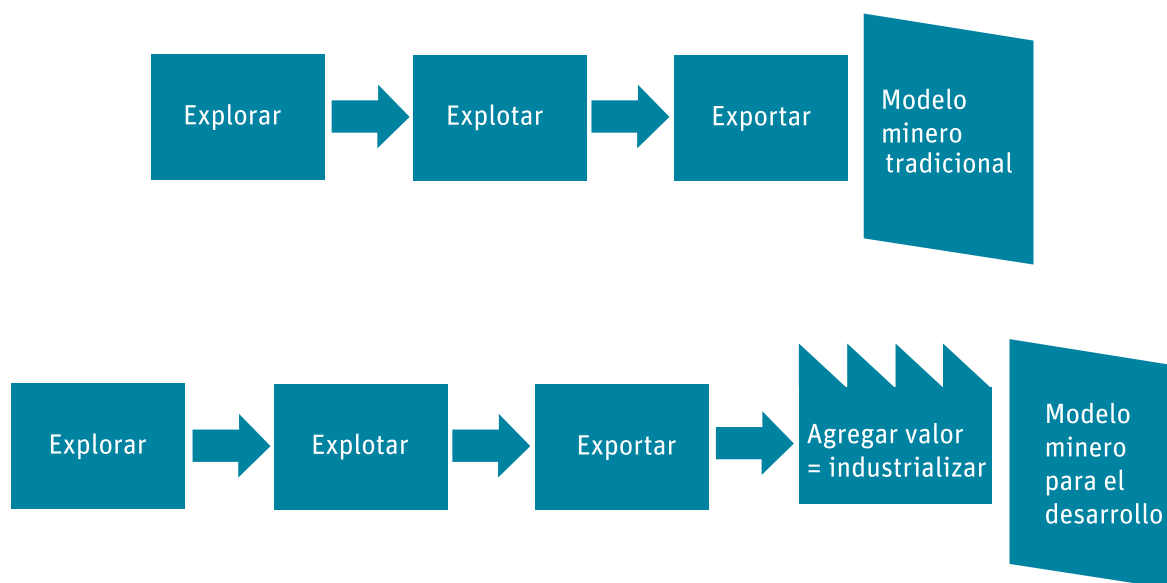 Explorar
Explotar
Exportar
Modelo
minero
tradicional
Explorar
Explotar
Exportar
Agregar valor
= industrializar
Modelo
minero
para el
desarrollo